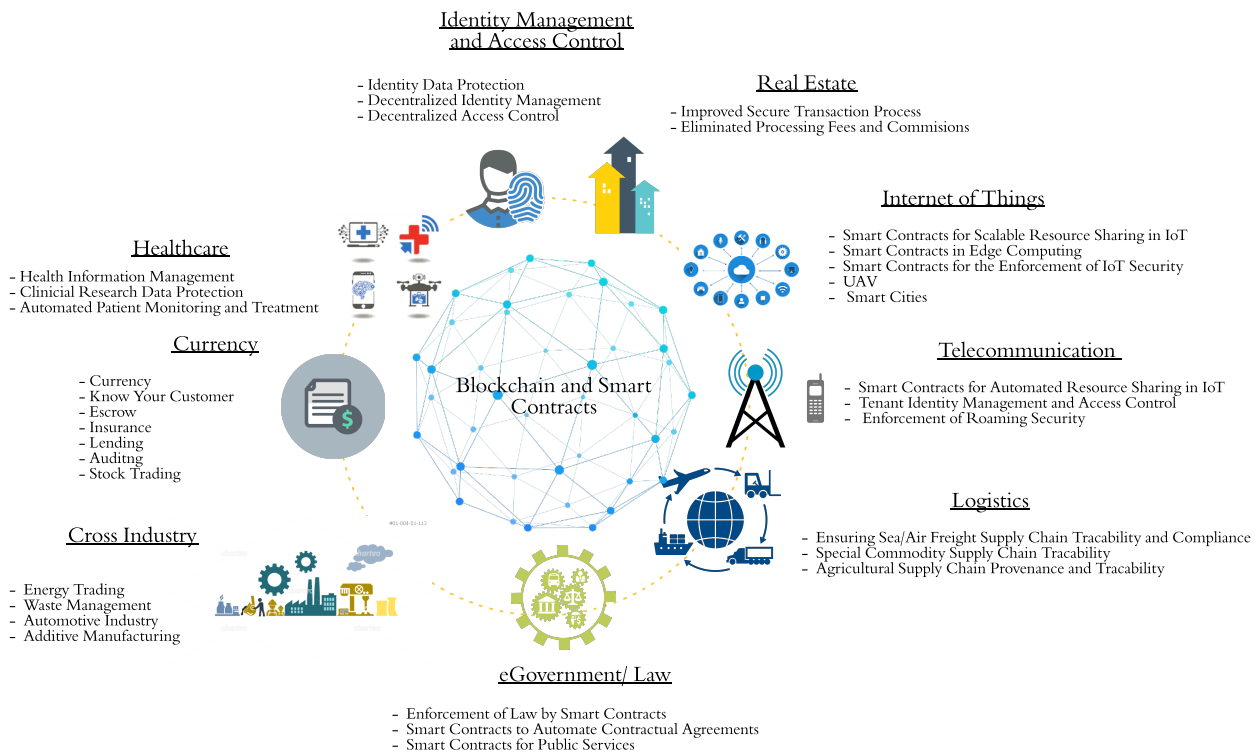 Identity Management
and Access Control
- Identity Data Protection
- Decentralized Identity Management
- Decentralized Access Control
Real Estate
- Improved Secure Transaction Process
- Eliminated Processing Fees and Commisions
Internet of Things
- Smart Contracts for Scalable Resource Sharing in IoT
- Smart Contracts in Edge Computing
- Smart Contracts for the Enforcement of IoT Security
- UAV
- Smart Cities
Healthcare
- Health Information Management
- Clinicial Research Data Protection
- Automated Patient Monitoring and Treatment
Currency
- Currency
- Know Your Customer
- Escrow
- Insurance
- Lending
- Auditng
- Stock Trading
Blockchain and Smart
Contracts
Telecommunication
- Smart Contracts for Automated Resource Sharing in IoT
- Tenant Identity Management and Access Control
- Enforcement of Roaming Security
Logistics
- Ensuring Sea/Air Freight Supply Chain Tracability and Compliance
- Special Commodity Supply Chain Tracability
- Agricultural Supply Chain Provenance and Tracability
#01-004-01-112
Cross Industry
- Energy Trading
- Waste Management
- Automotive Industry
- Additive Manufacturing
eGovernment/ Law
- Enforcement of Law by Smart Contracts
- Smart Contracts to Automate Contractual Agreements
- Smart Contracts for Public Services